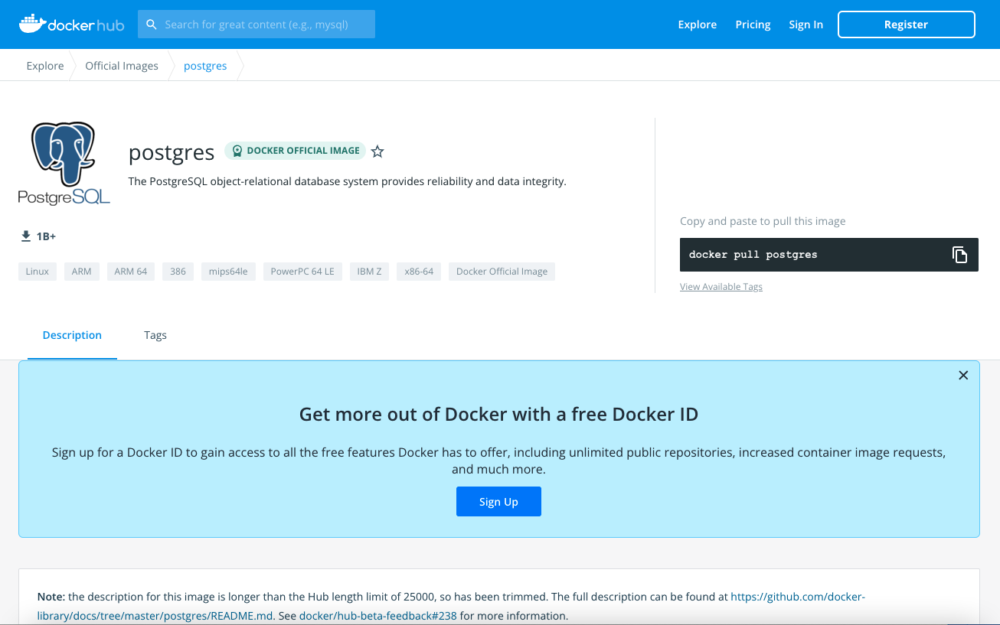 dockerhub
Search for great content (e.g., mysql)
Explore
Pricing
Sign In
Register
Explore
Official Images
postgres
PostgreSQL
postgres
DOCKER OFFICIAL IMAGE
The PostgreSQL object-relational database system provides reliability and data integrity.
1B+
Linux
ARM
ARM 64
386
mips64le
PowerPC 64 LE
IBM Z
x86-64
Docker Official Image
Copy and paste to pull this image
docker pull postgres
View Available Tags
Description
Tags
Get more out of Docker with a free Docker ID
Sign up for a Docker ID to gain access to all the free features Docker has to offer, including unlimited public repositories, increased container image requests,
and much more.
Sign Up
Note: the description for this image is longer than the Hub length limit of 25000, so has been trimmed. The full description can be found at https://github.com/docker-
library/docs/tree/master/postgres/README.md. See docker/hub-beta-feedback#238 for more information.